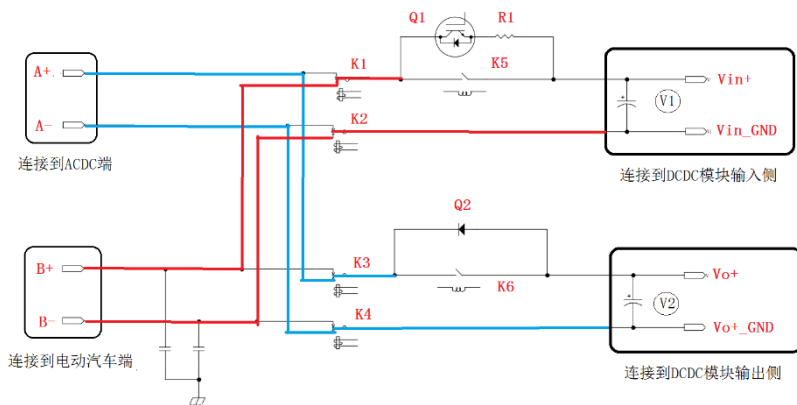 Q1
R1
A+
K1
K5
Vin+
V1
A-
K2
Vin_GND
连接到ACDC端
连接到DCDC模块输入侧
Q2
B+
K3
K6
Vo+
V2
B-
K4
Vo+_GND
连接到电动汽车端
连接到DCDC模块输出侧